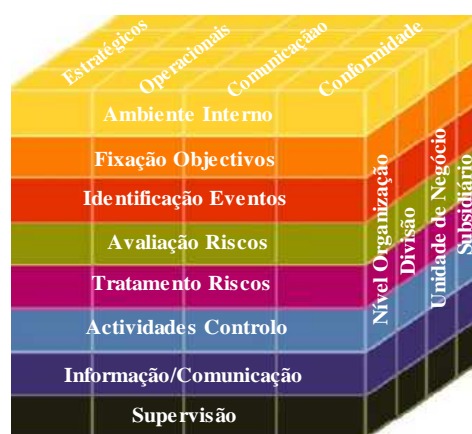 Estratégicos
Operacionais
Comunicaçãao
Conformidade
Ambiente Interno
Fixação Objectivos
Identificação Eventos
Avaliação Riscos
Tratamento Riscos
Actividades Controlo
Informação/Comunicação
Supervisão
Nível Organização
Divisão
Unidade de Negócio
Subsidiário